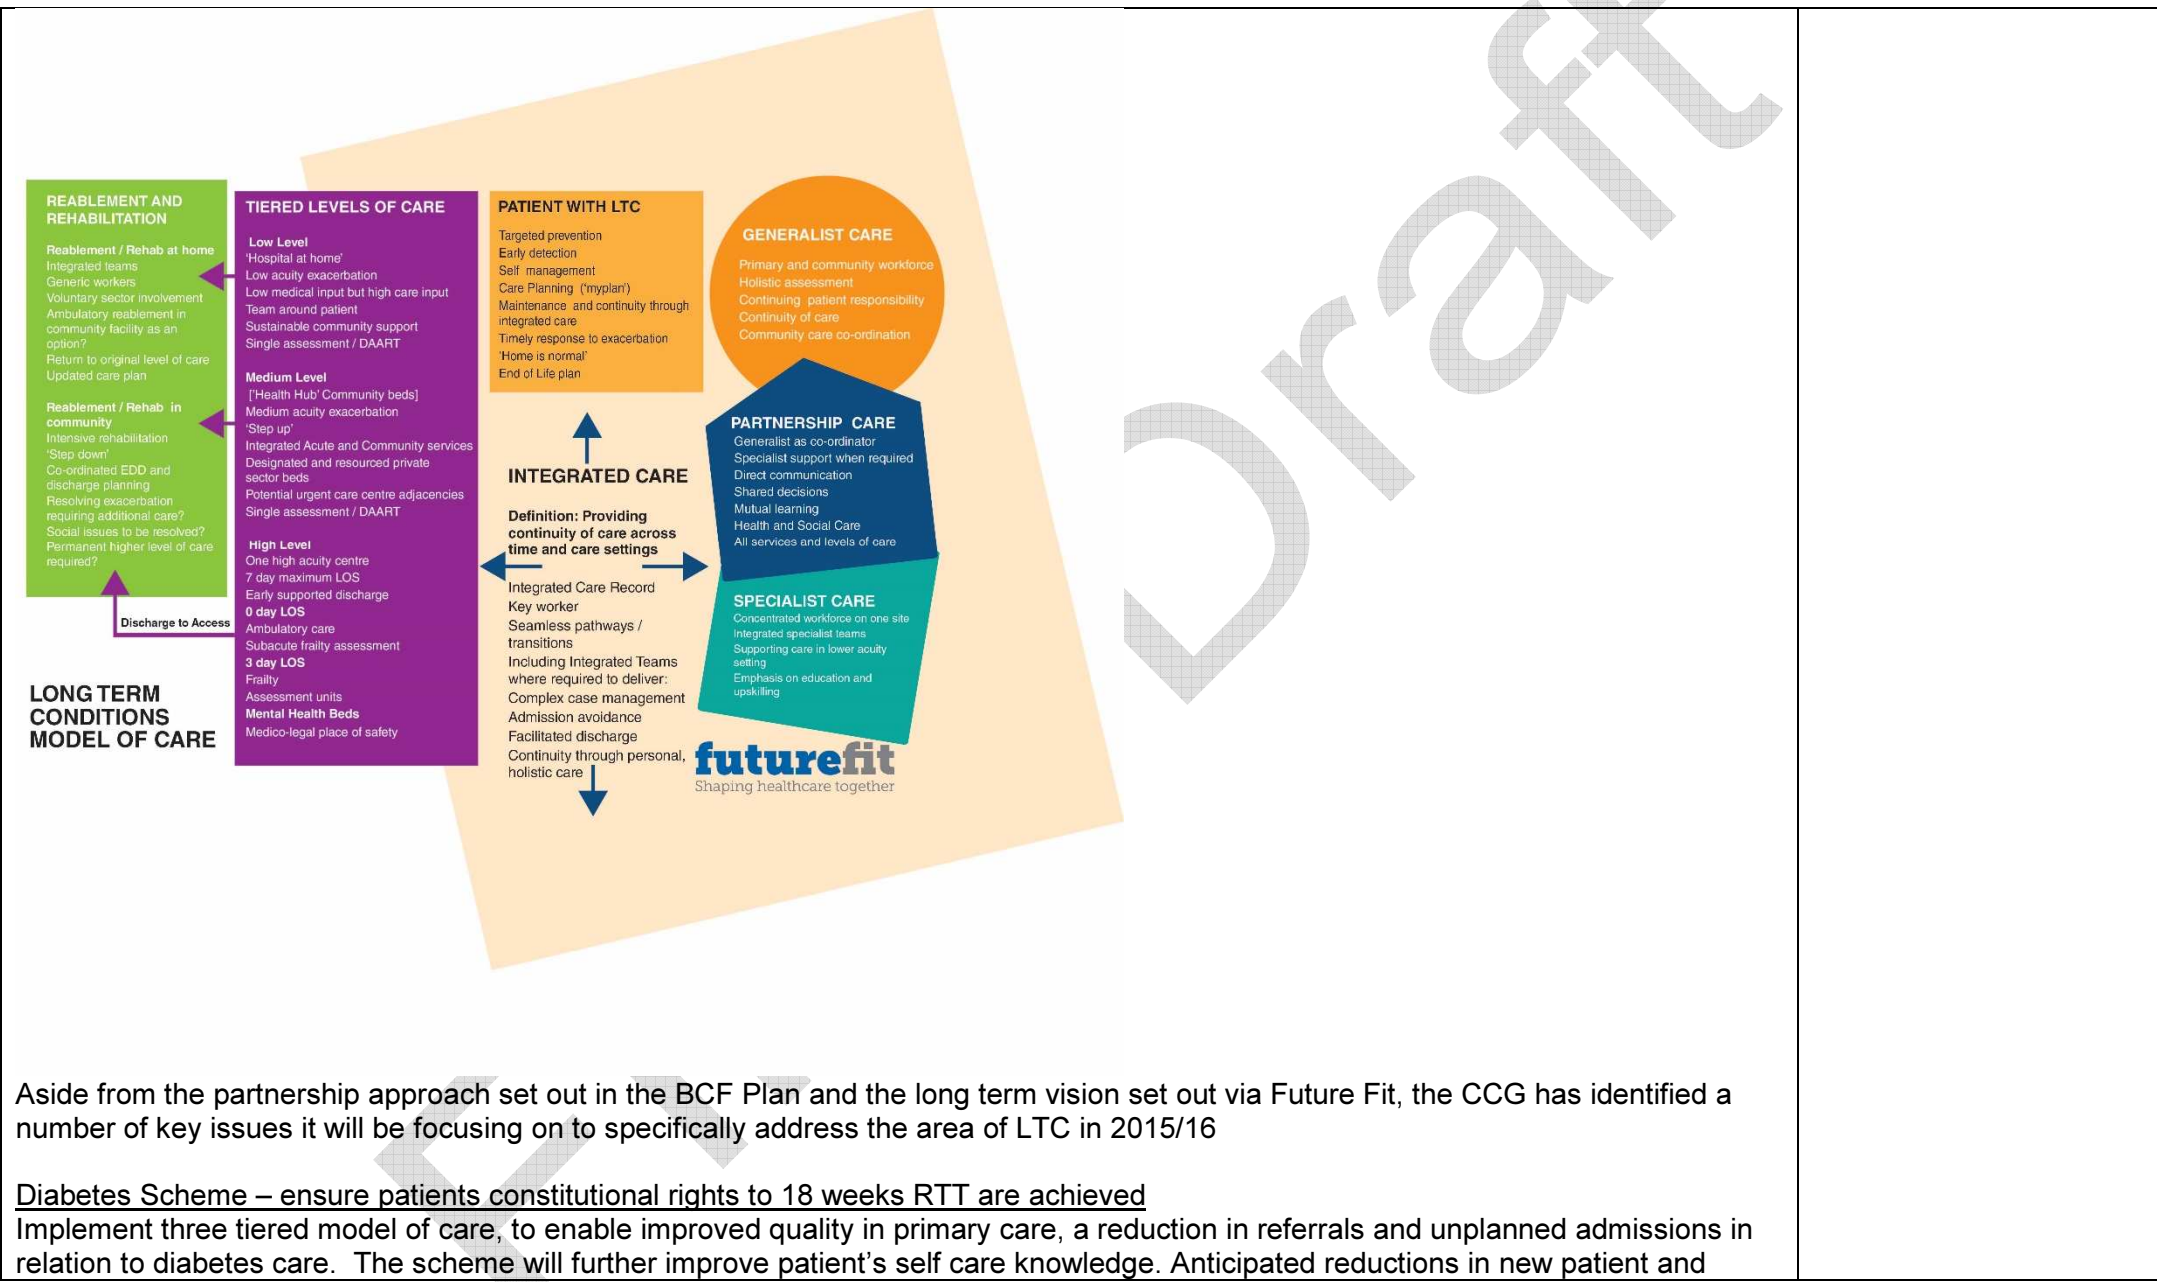 REABLEMENT AND
REHABILITATION
Reablement / Rehab at home
Integrated teams
Generic workers
Voluntary sector involvement
Ambulatory reablement in
community facility as an
option?
Return to original level of care
Updated care plan
Reablement / Rehab in
community
Intensive rehabilitation
'Step down'
Co-ordinated EDD and
discharge planning
Resolving exacerbation
requiring additional care?
Social issues to be resolved?
Permanent higher level of care
required?
Discharge to Access
LONG TERM
CONDITIONS
MODEL OF CARE
TIERED LEVELS OF CARE
Low Level
'Hospital at home'
Low acuity exacerbation
Low medical input but high care input
Team around patient
Sustainable community support
Single assessment / DAART
Medium Level
['Health Hub' Community beds]
Medium acuity exacerbation
'Step up'
Integrated Acute and Community services
Designated and resourced private
sector beds
Potential urgent care centre adjacencies
Single assessment / DAART
High Level
One high acuity centre
7 day maximum LOS
Early supported discharge
0 day LOS
Ambulatory care
Subacute frailty assessment
3 day LOS
Frailty
Assessment units
Mental Health Beds
Medico-legal place of safety
PATIENT WITH LTC
Targeted prevention
Early detection
Self management
Care Planning ('myplan')
Maintenance and continuity through
integrated care
Timely response to exacerbation
'Home is normal'
End of Life plan
INTEGRATED CARE
Definition: Providing
continuity of care across
time and care settings
Integrated Care Record
Key worker
Seamless pathways /
transitions
Including Integrated Teams
where required to deliver:
Complex case management
Admission avoidance
Facilitated discharge
Continuity through personal,
holistic care
GENERALIST CARE
Primary and community workforce
Holistic assessment
Continuing patient responsibility
Continuity of care
Community care co-ordination
PARTNERSHIP CARE
Generalist as co-ordinator
Specialist support when required
Direct communication
Shared decisions
Mutual learning
Health and Social Care
All services and levels of care
SPECIALIST CARE
Concentrated workforce on one site
Integrated specialist teams
Supporting care in lower acuity
setting
Emphasis on education and
upskilling
futurefit
Shaping healthcare together
Draft
Aside from the partnership approach set out in the BCF Plan and the long term vision set out via Future Fit, the CCG has identified a
number of key issues it will be focusing on to specifically address the area of LTC in 2015/16
Diabetes Scheme – ensure patients constitutional rights to 18 weeks RTT are achieved
Implement three tiered model of care, to enable improved quality in primary care, a reduction in referrals and unplanned admissions in
relation to diabetes care.  The scheme will further improve patient's self care knowledge. Anticipated reductions in new patient and